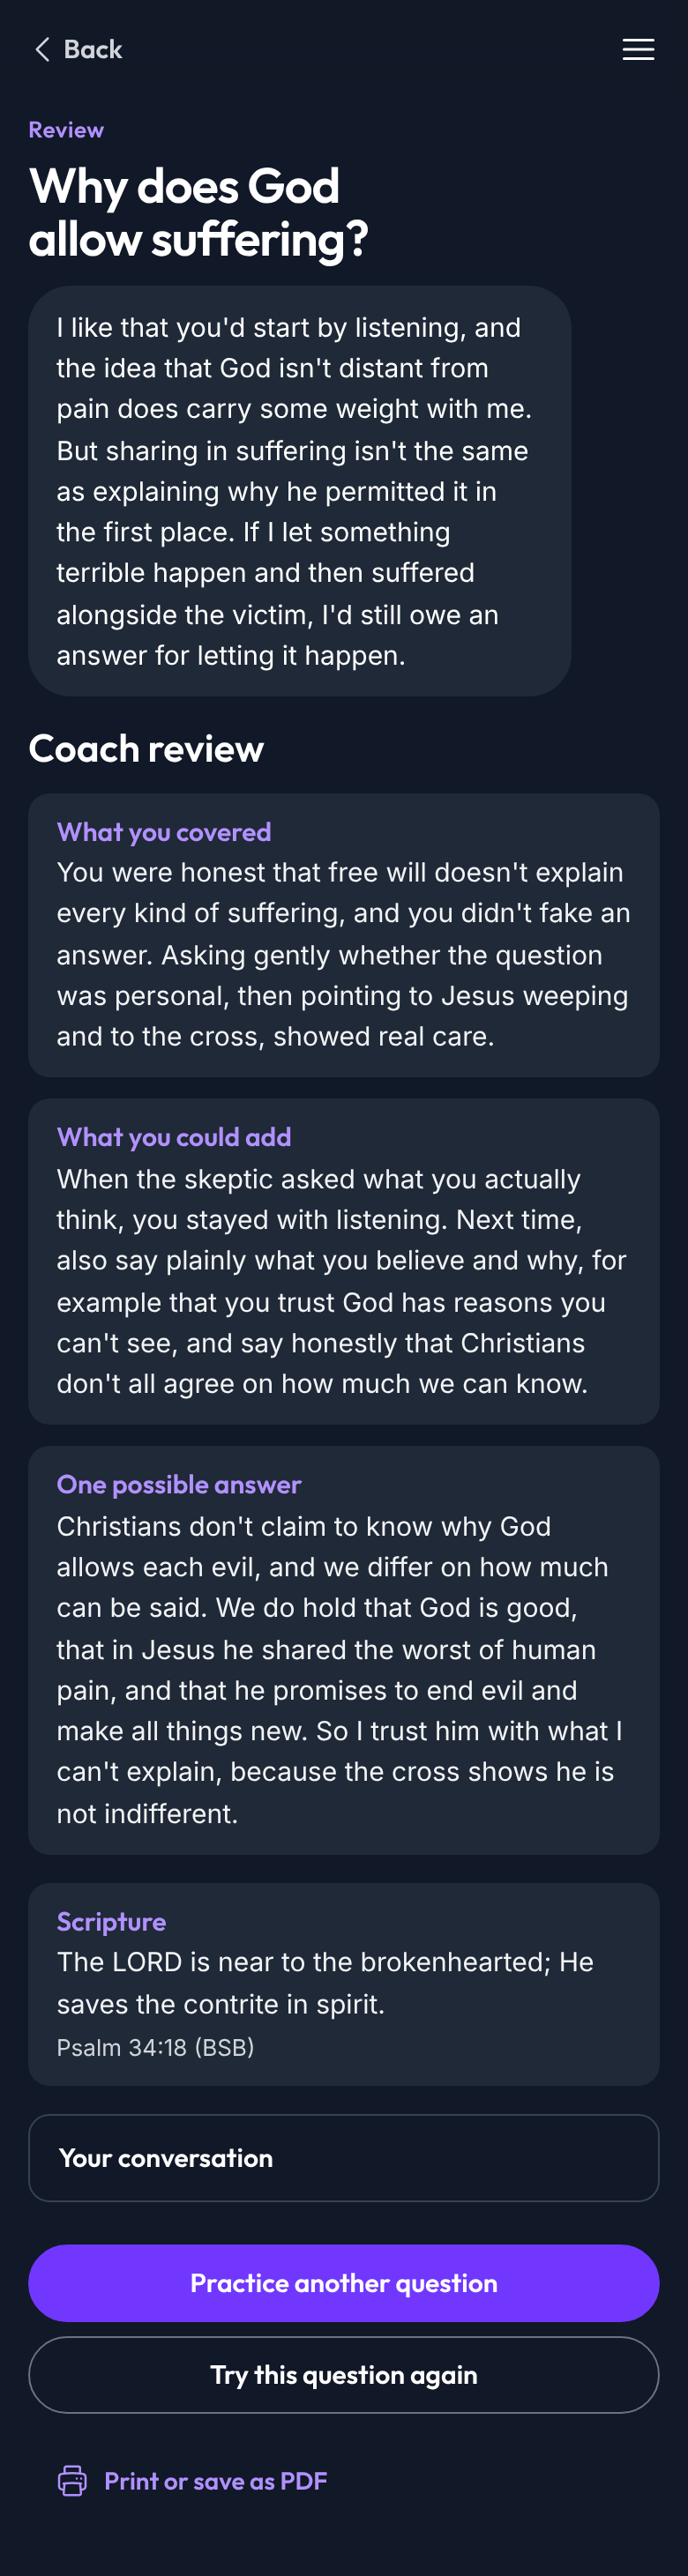 Back
Review
Why does God
allow suffering?
I like that you'd start by listening, and
the idea that God isn't distant from
pain does carry some weight with me.
But sharing in suffering isn't the same
as explaining why he permitted it in
the first place. If I let something
terrible happen and then suffered
alongside the victim, I'd still owe an
answer for letting it happen.
Coach review
What you covered
You were honest that free will doesn't explain
every kind of suffering, and you didn't fake an
answer. Asking gently whether the question
was personal, then pointing to Jesus weeping
and to the cross, showed real care.
What you could add
When the skeptic asked what you actually
think, you stayed with listening. Next time,
also say plainly what you believe and why, for
example that you trust God has reasons you
can't see, and say honestly that Christians
don't all agree on how much we can know.
One possible answer
Christians don't claim to know why God
allows each evil, and we differ on how much
can be said. We do hold that God is good,
that in Jesus he shared the worst of human
pain, and that he promises to end evil and
make all things new. So I trust him with what I
can't explain, because the cross shows he is
not indifferent.
Scripture
The LORD is near to the brokenhearted; He
saves the contrite in spirit.
Psalm 34:18 (BSB)
Your conversation
Practice another question
Try this question again
Print or save as PDF